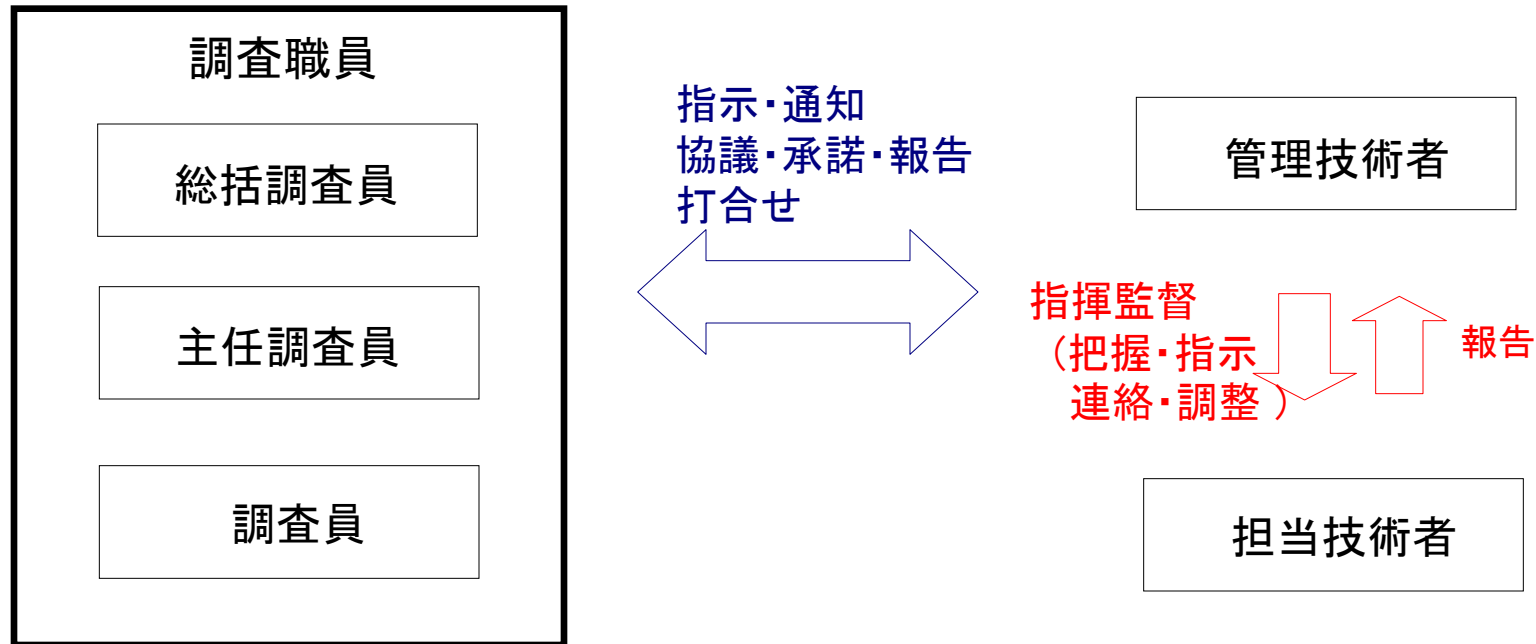 調査職員
総括調査員
主任調査員
調査員
指示・通知
協議・承諾・報告
打合せ
管理技術者
指揮監督
（把握・指示
連絡・調整 ）
報告
担当技術者